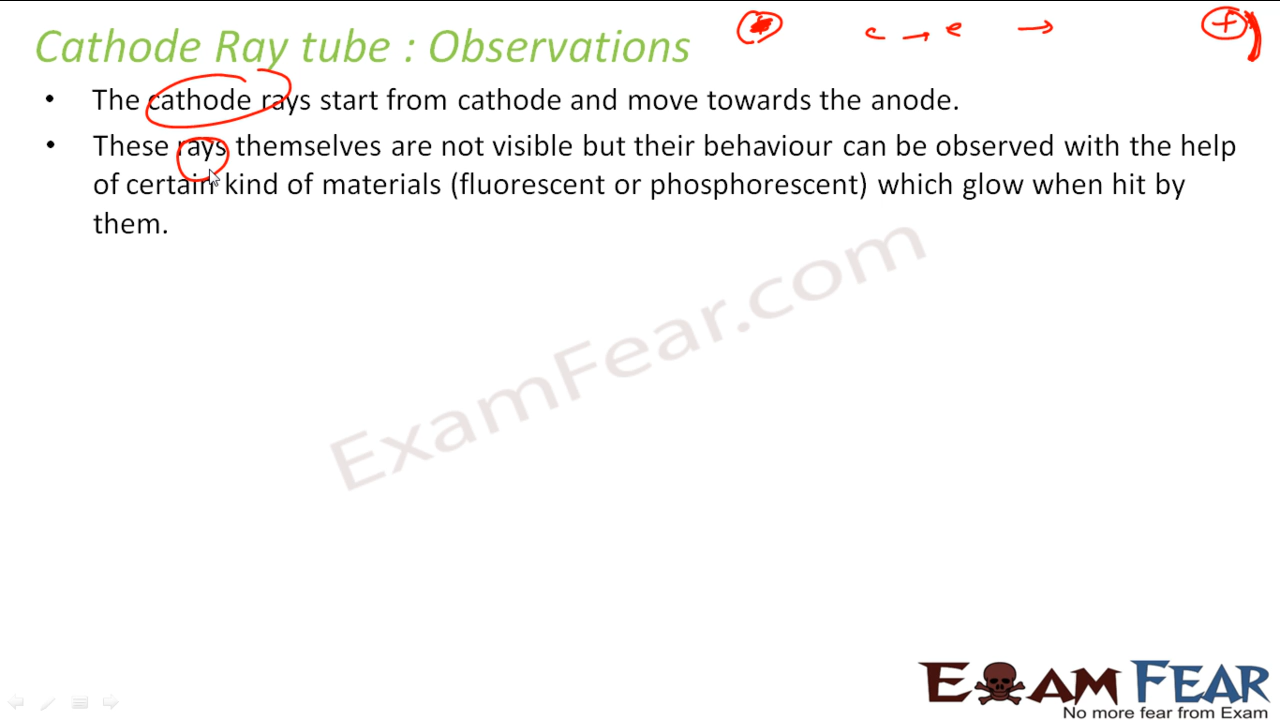 Cathode Ray tube : Observations
• The cathode rays start from cathode and move towards the anode.
• These rays themselves are not visible but their behaviour can be observed with the help
of certain kind of materials (fluorescent or phosphorescent) which glow when hit by
them.
ExamFear.com
EXAM FEAR
No more fear from Exam